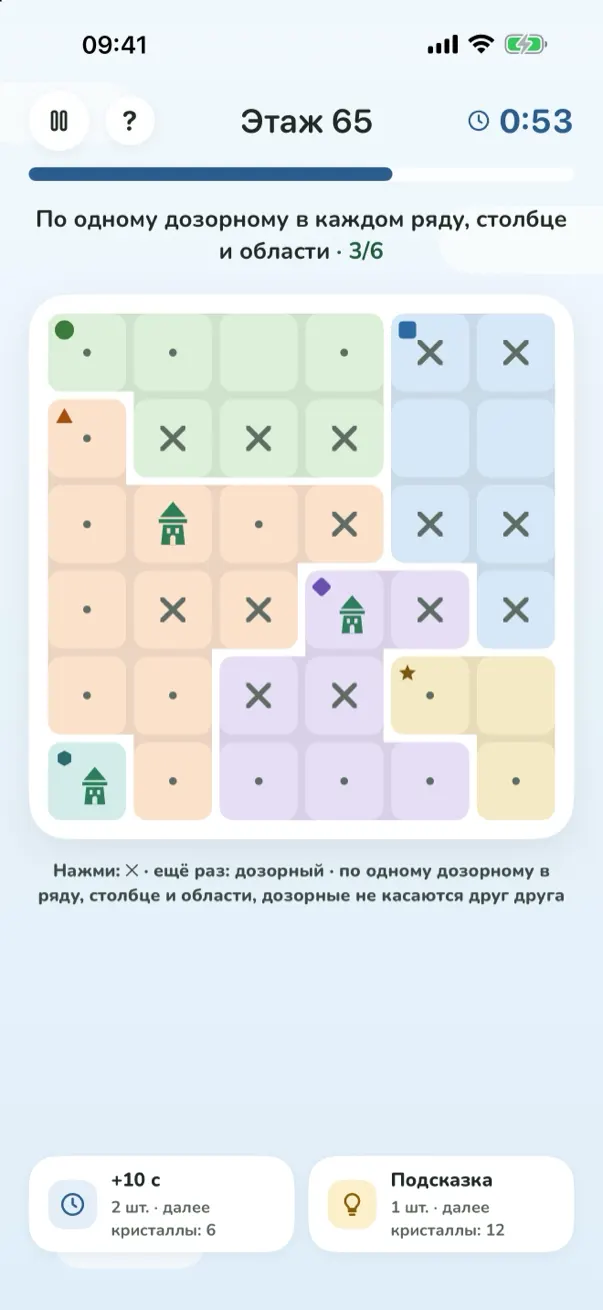 09:41
?
Этаж 65
0:53
По одному дозорному в каждом ряду, столбце
и области · 3/6
Нажми: × · ещё раз: дозорный · по одному дозорному в
ряду, столбце и области, дозорные не касаются друг друга
+10 с
2 шт. · далее
кристаллы: 6
Подсказка
1 шт. · далее
кристаллы: 12